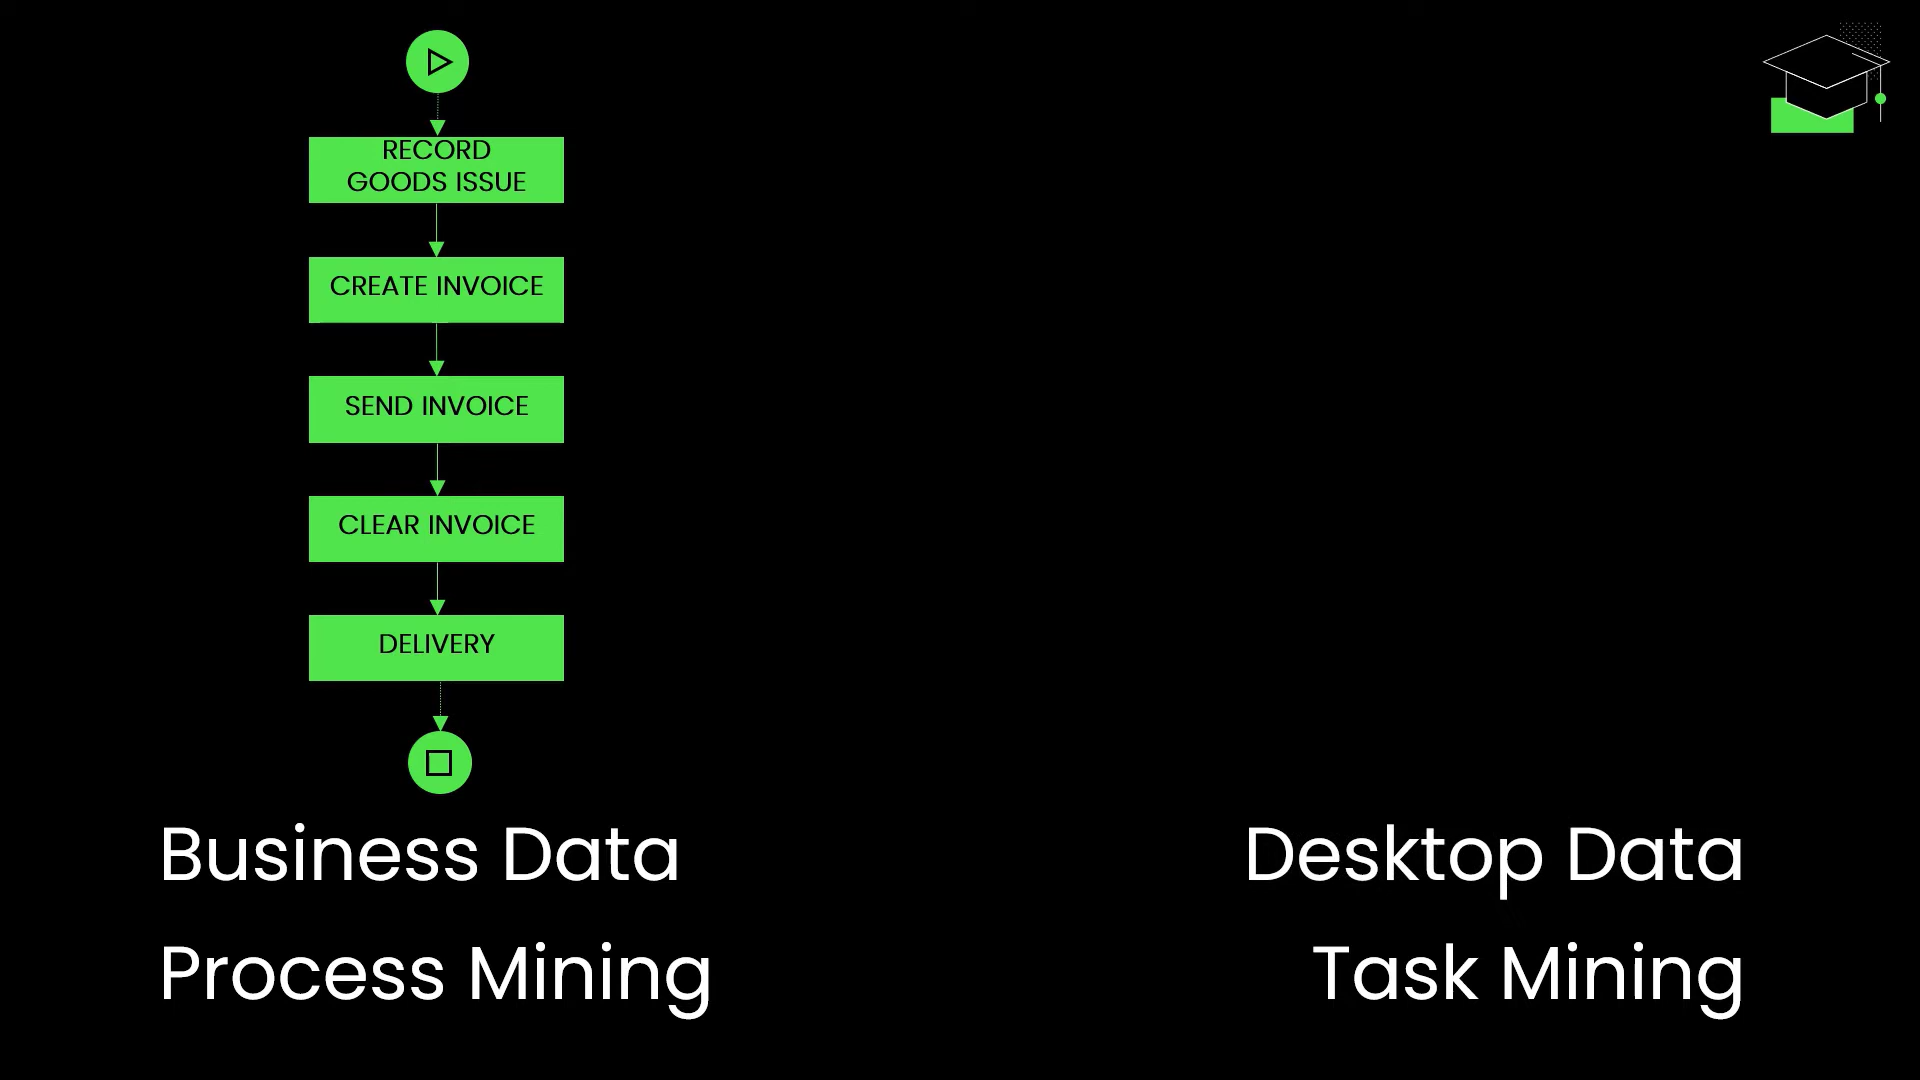 RECORD
GOODS ISSUE
CREATE INVOICE
SEND INVOICE
CLEAR INVOICE
DELIVERY
Business Data
Process Mining
Desktop Data
Task Mining